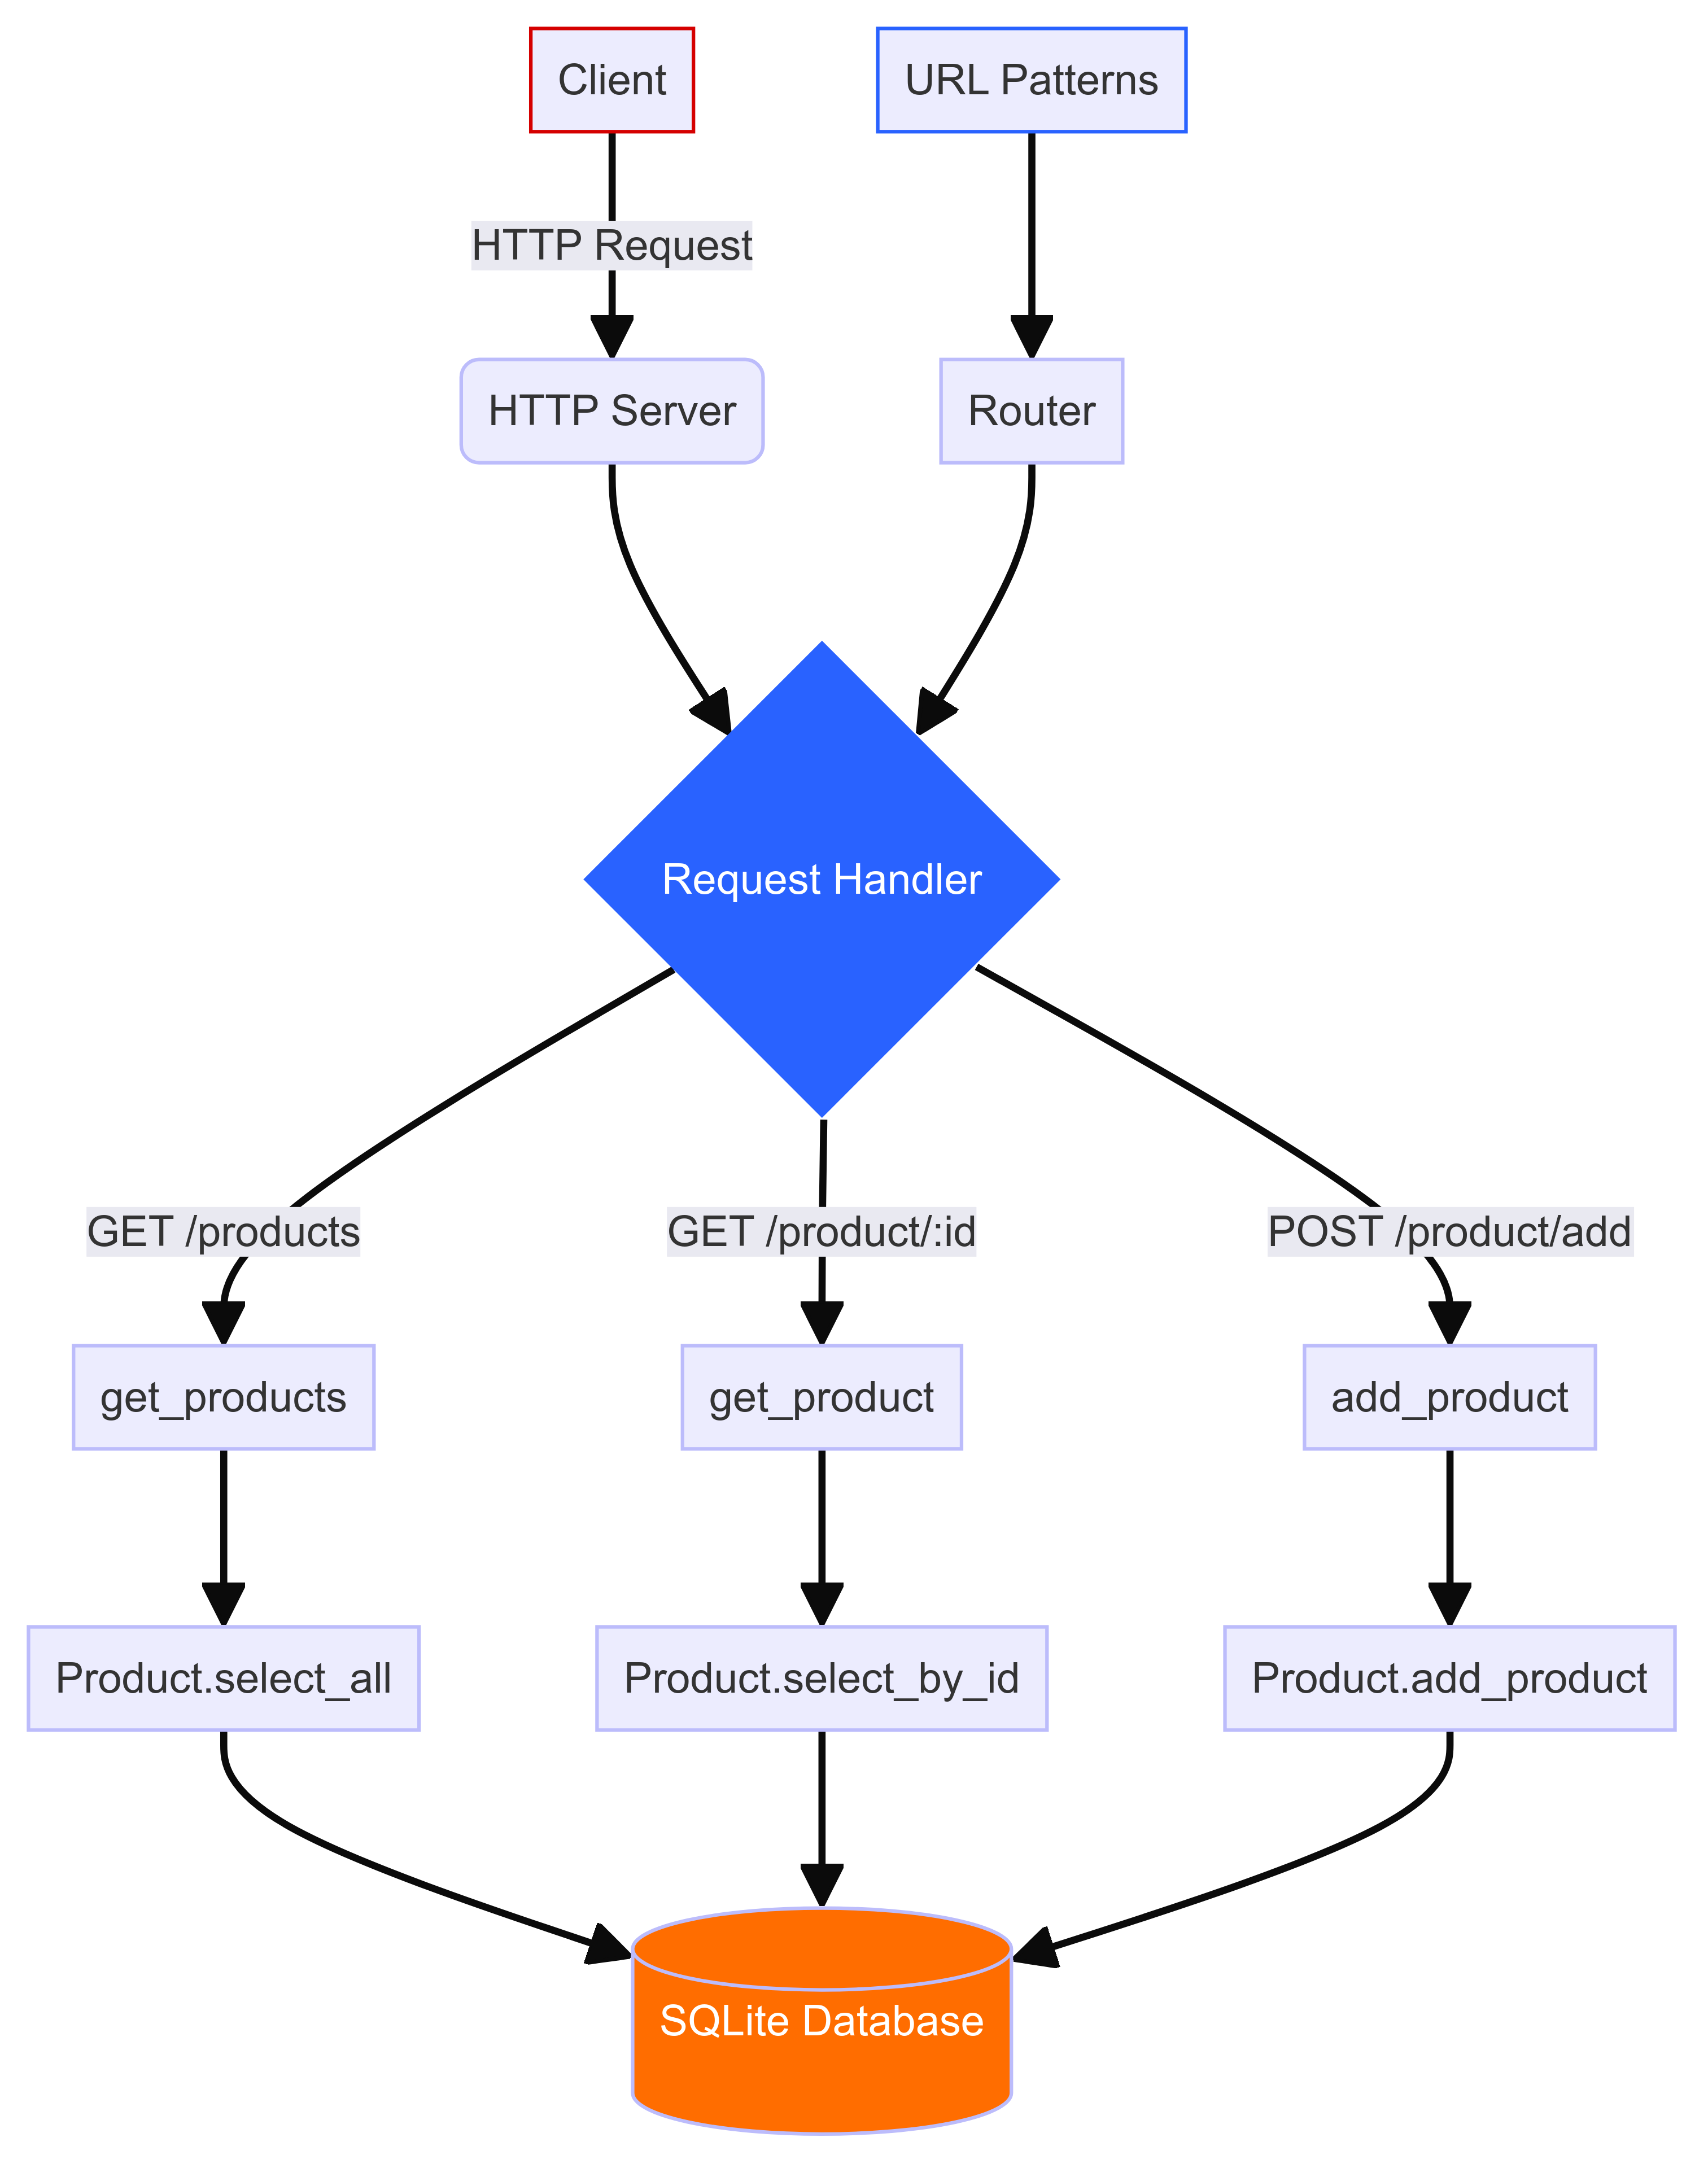 Client
URL Patterns
HTTP Request
HTTP Server
Router
Request Handler
GET /products
GET /product/:id
POST /product/add
get_products
get_product
add_product
Product.select_all
Product.select_by_id
Product.add_product
SQLite Database